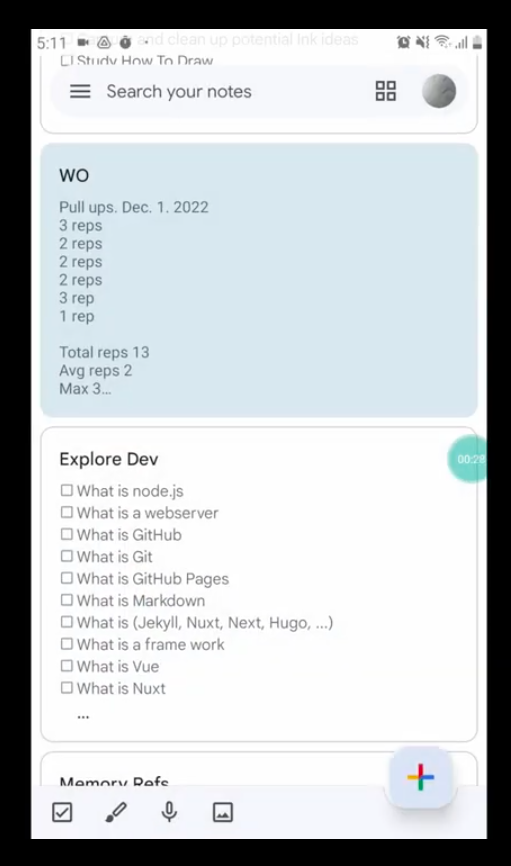 5:11
and clean up potential ink ideas
Study How To Draw
Search your notes
WO
Pull ups. Dec. 1. 2022
3 reps
2 reps
2 reps
2 reps
3 rep
1 rep
Total reps 13
Avg reps 2
Max 3...
Explore Dev
00:28
What is node.js
What is a webserver
What is GitHub
What is Git
What is GitHub Pages
What is Markdown
What is (Jekyll, Nuxt, Next, Hugo, ...)
What is a frame work
What is Vue
What is Nuxt
...
Memory Refs